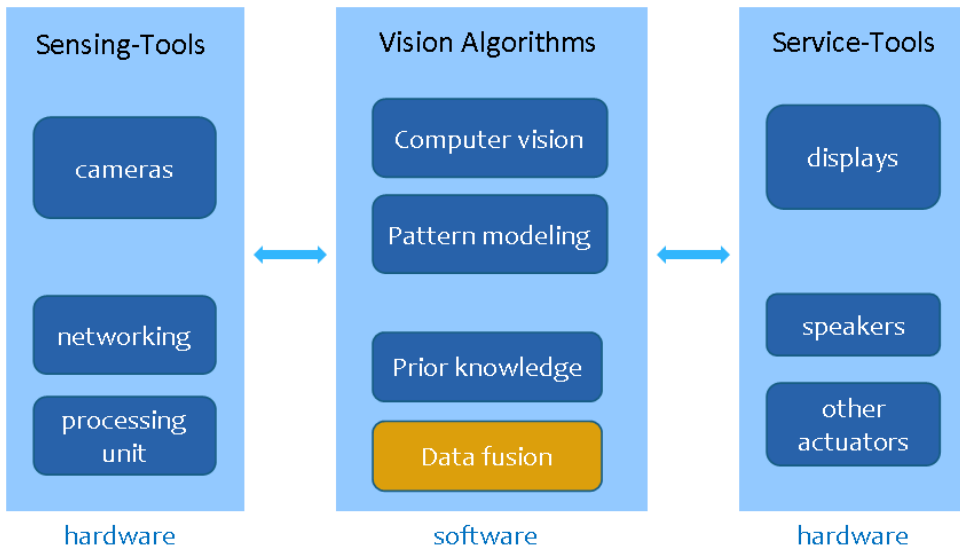 Sensing-Tools
cameras
networking
processing
unit
hardware
Vision Algorithms
Computer vision
Pattern modeling
Prior knowledge
Data fusion
software
Service-Tools
displays
speakers
other
actuators
hardware